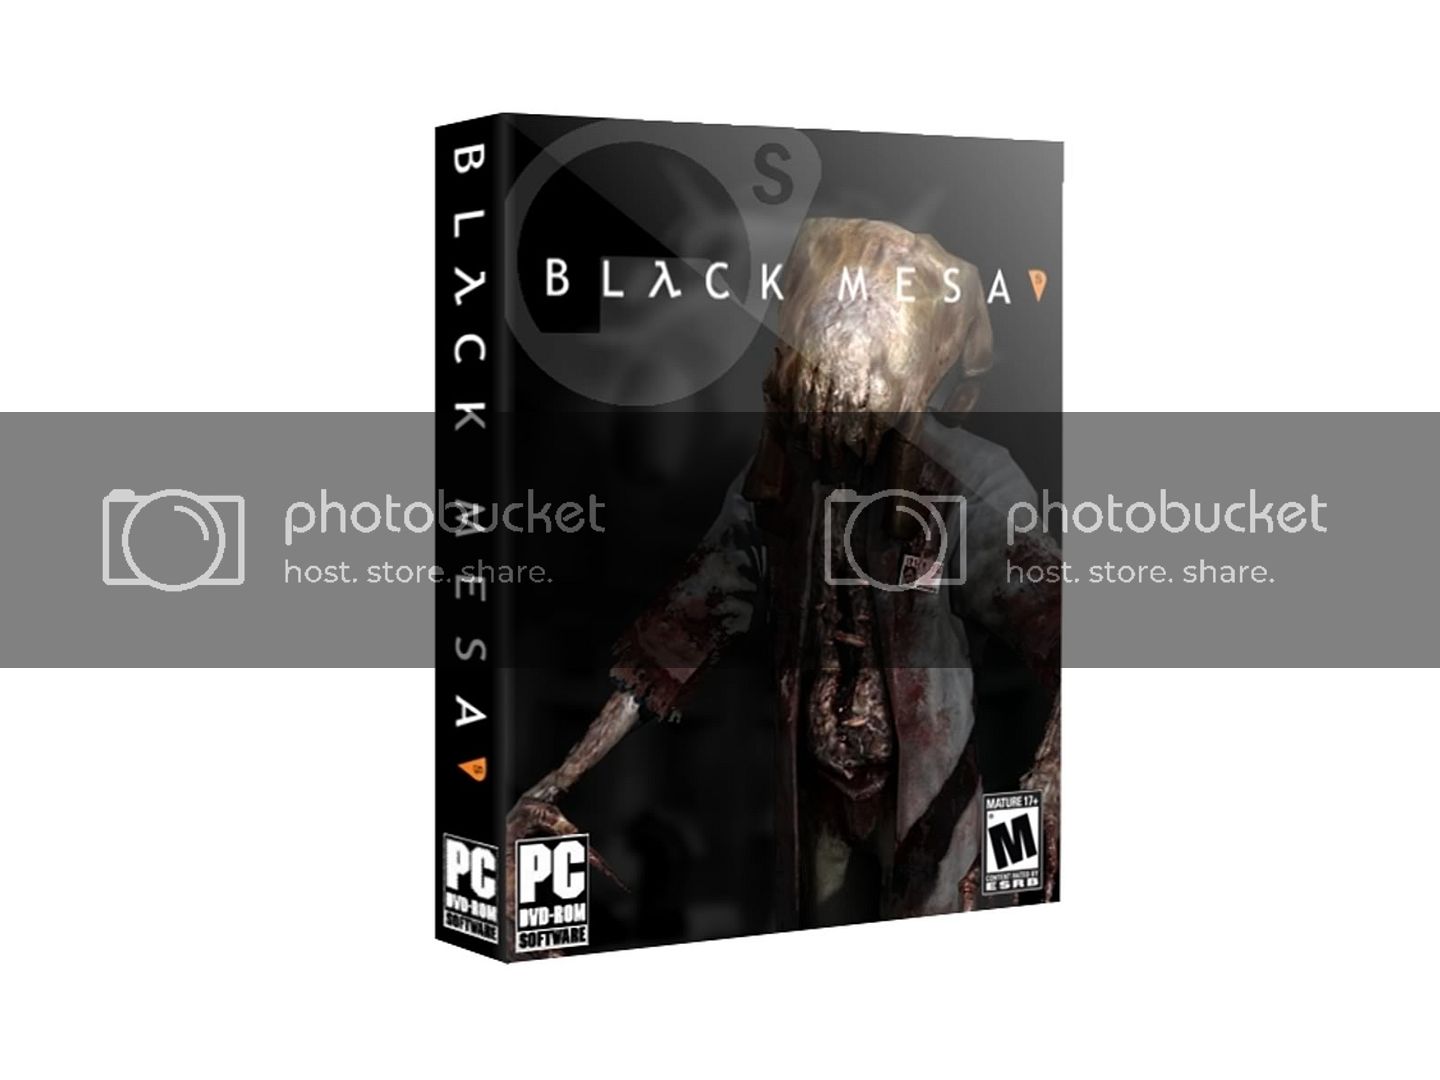 S
BLλCK MESA
BLλCK MESA
photobucket
host. store. share.
photobucket
host. store. share.
PC
DVD-ROM
SOFTWARE
PC
DVD-ROM
SOFTWARE
MATURE 17+
M
CONTENT RATED BY
ESRB